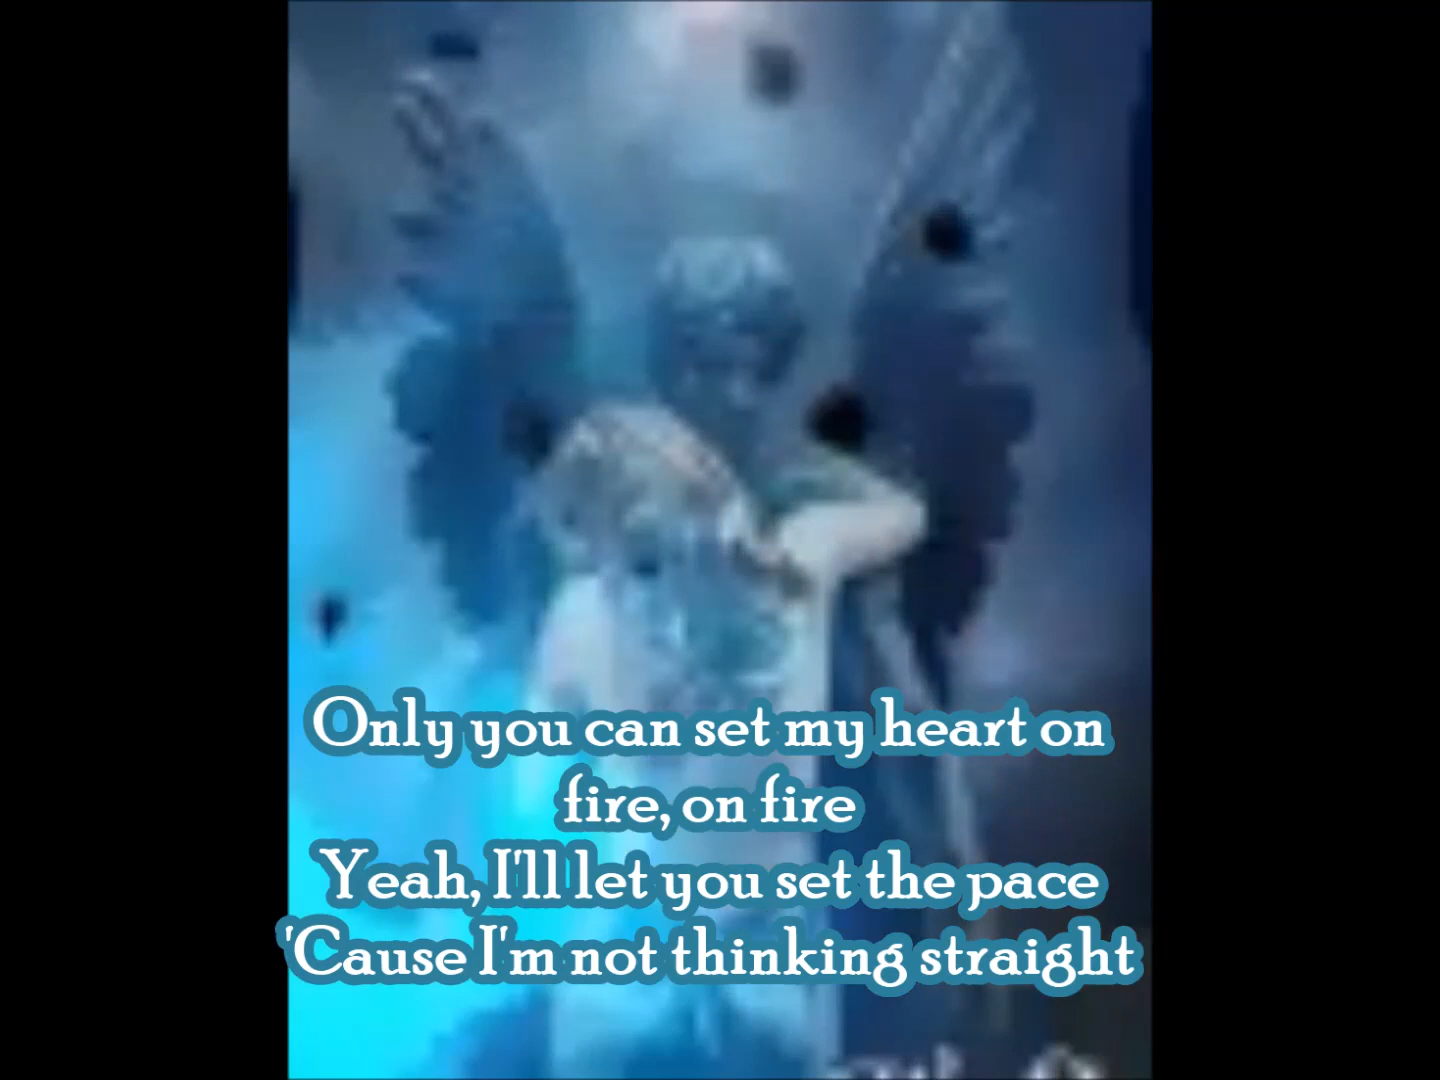 Only you can set my heart on
fire, on fire
Yeah, I'll let you set the pace
'Cause I'm not thinking straight